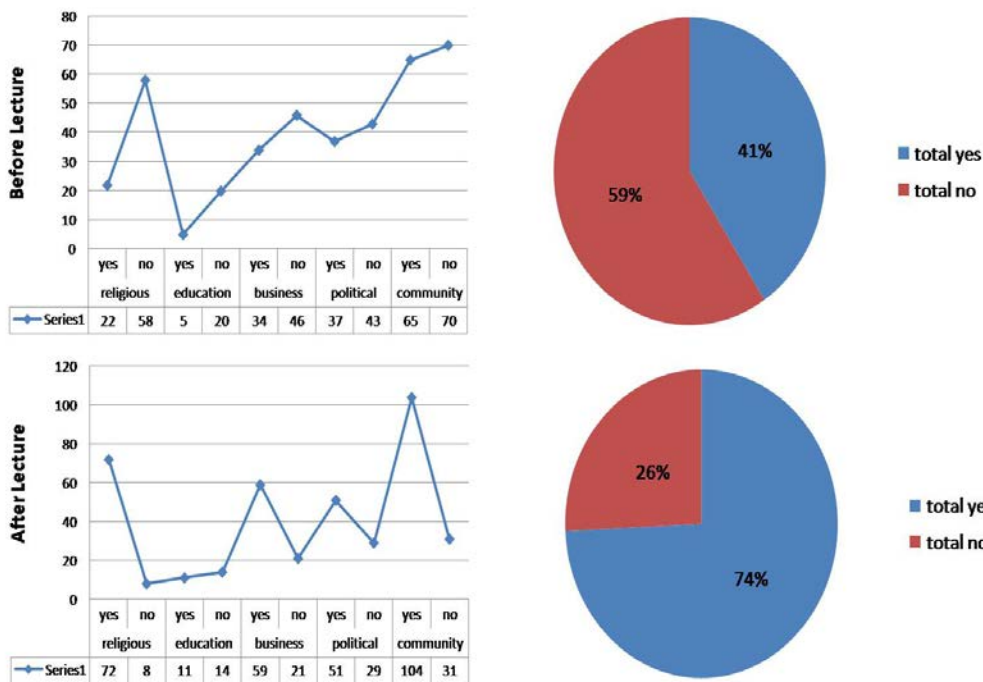 Before Lecture
80
70
60
50
40
30
20
10
0
yes no yes no yes no yes no yes no
religious education business political community
Series1 22 58 5 20 34 46 37 43 65 70
41%
59%
total yes
total no
After Lecture
120
100
80
60
40
20
0
yes no yes no yes no yes no yes no
religious education business political community
Series1 72 8 11 14 59 21 51 29 104 31
26%
74%
total ye
total no